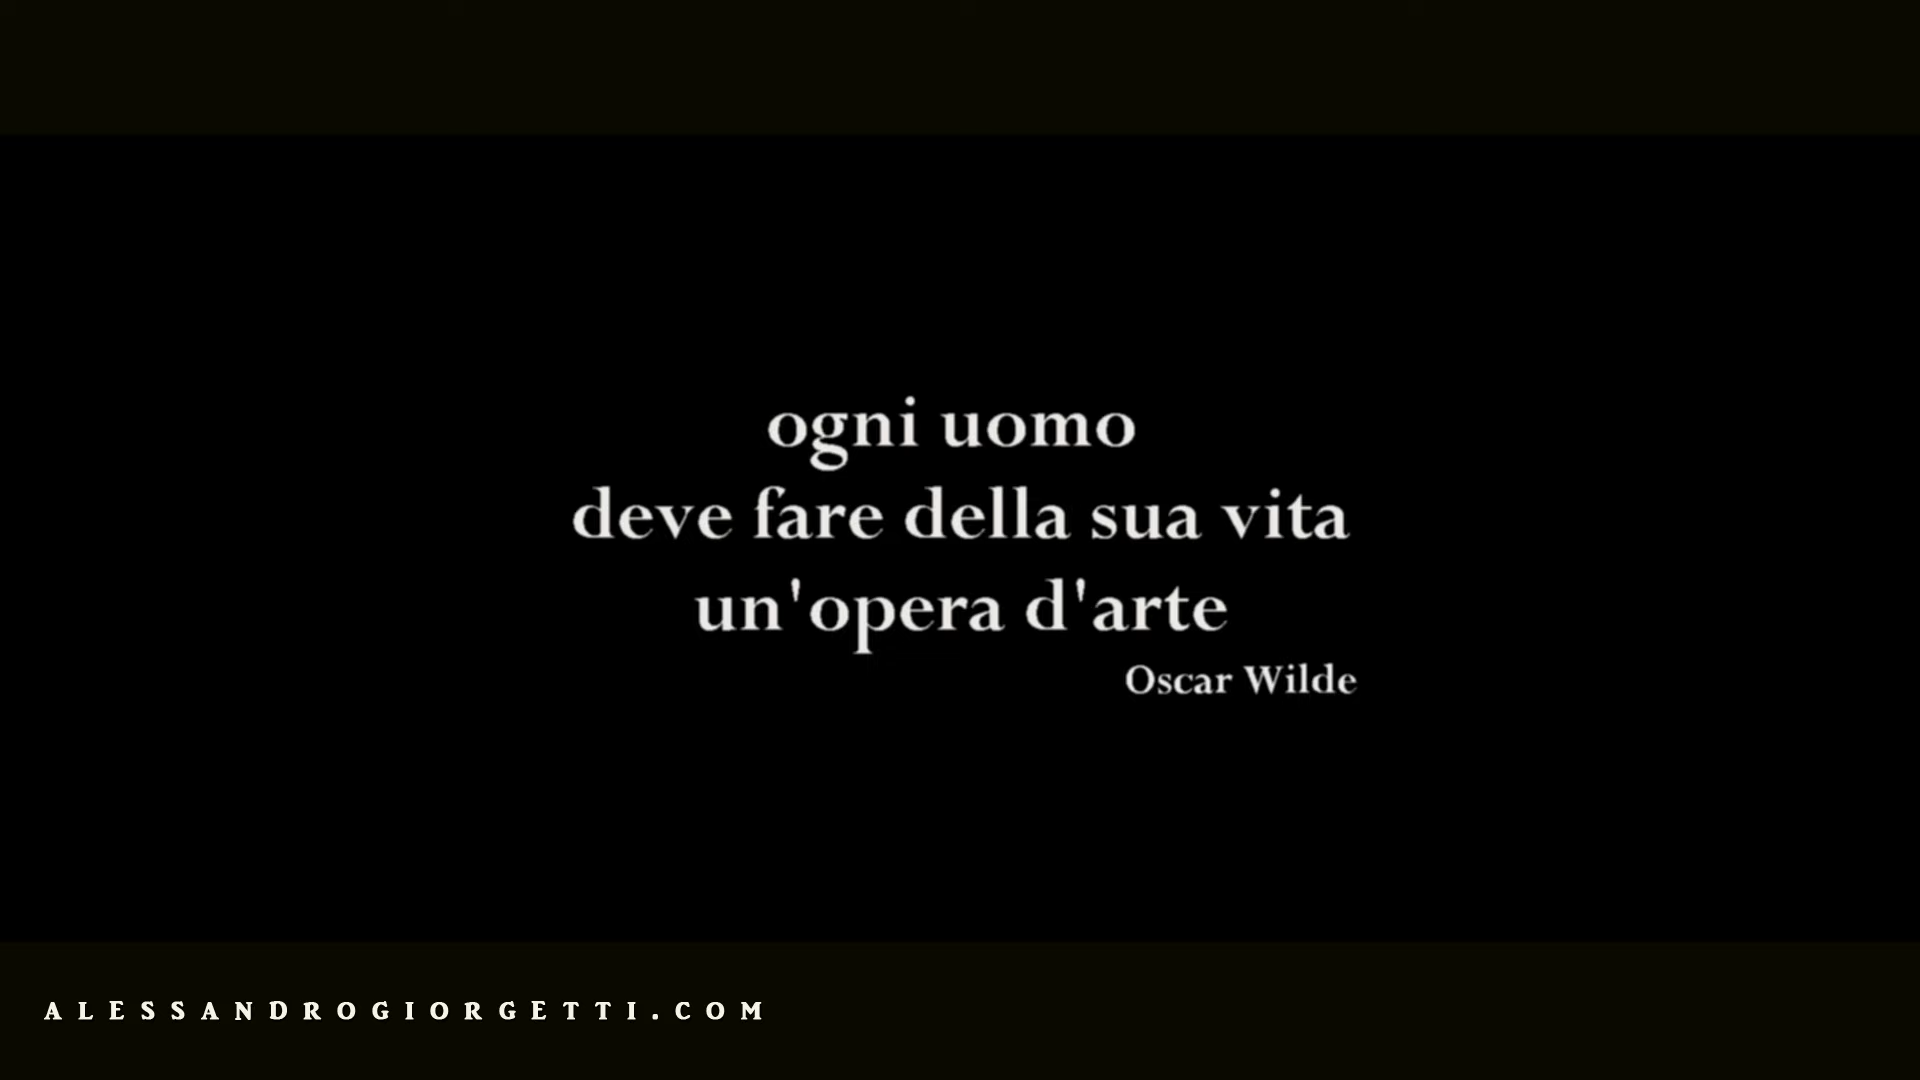 ogni uomo
deve fare della sua vita
un'opera d'arte
Oscar Wilde
ALESSANDROGIORGETTI.COM